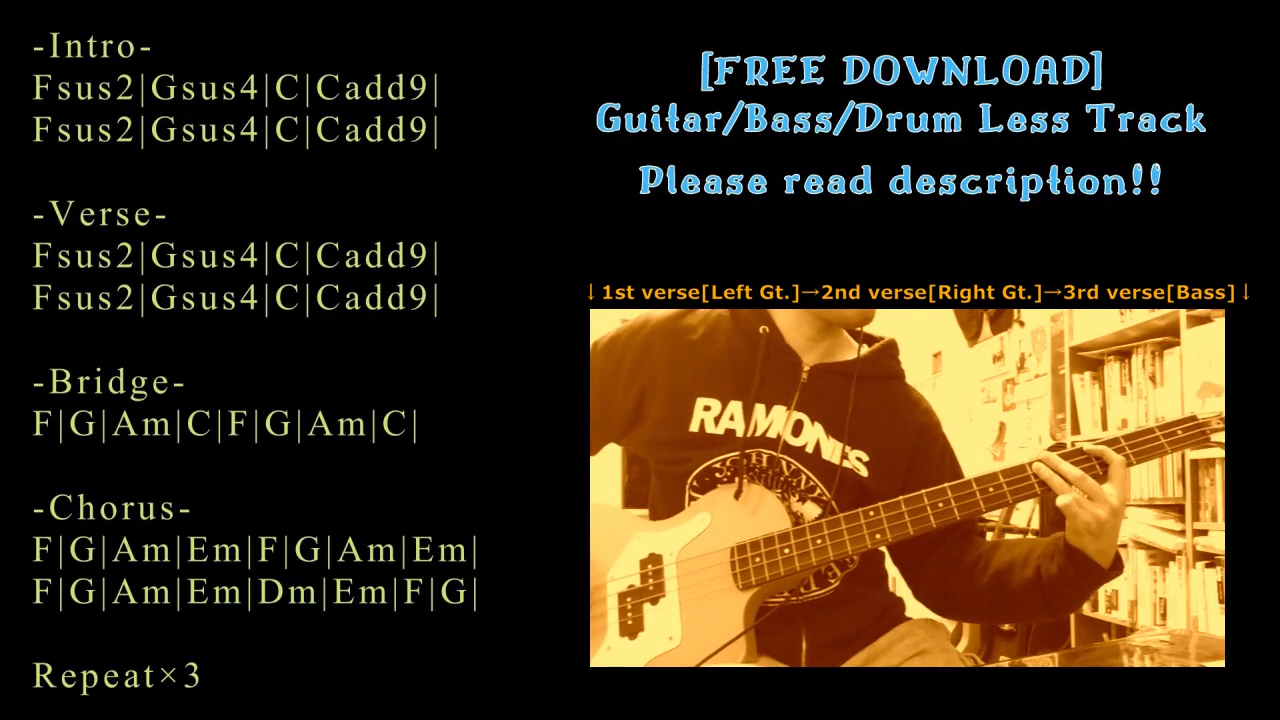 -Intro-
Fsus2|Gsus4|C|Cadd9|
Fsus2|Gsus4|C|Cadd9|
-Verse-
Fsus2|Gsus4|C|Cadd9|
Fsus2|Gsus4|C|Cadd9|
-Bridge-
F|G|Am|C|F|G|Am|C|
-Chorus-
F|G|Am|Em|F|G|Am|Em|
F|G|Am|Em|Dm|Em|F|G|
Repeat×3
[FREE DOWNLOAD]
Guitar/Bass/Drum Less Track
Please read description!!
↓1st verse[Left Gt.]→2nd verse[Right Gt.]→3rd verse[Bass]↓
RAMONES